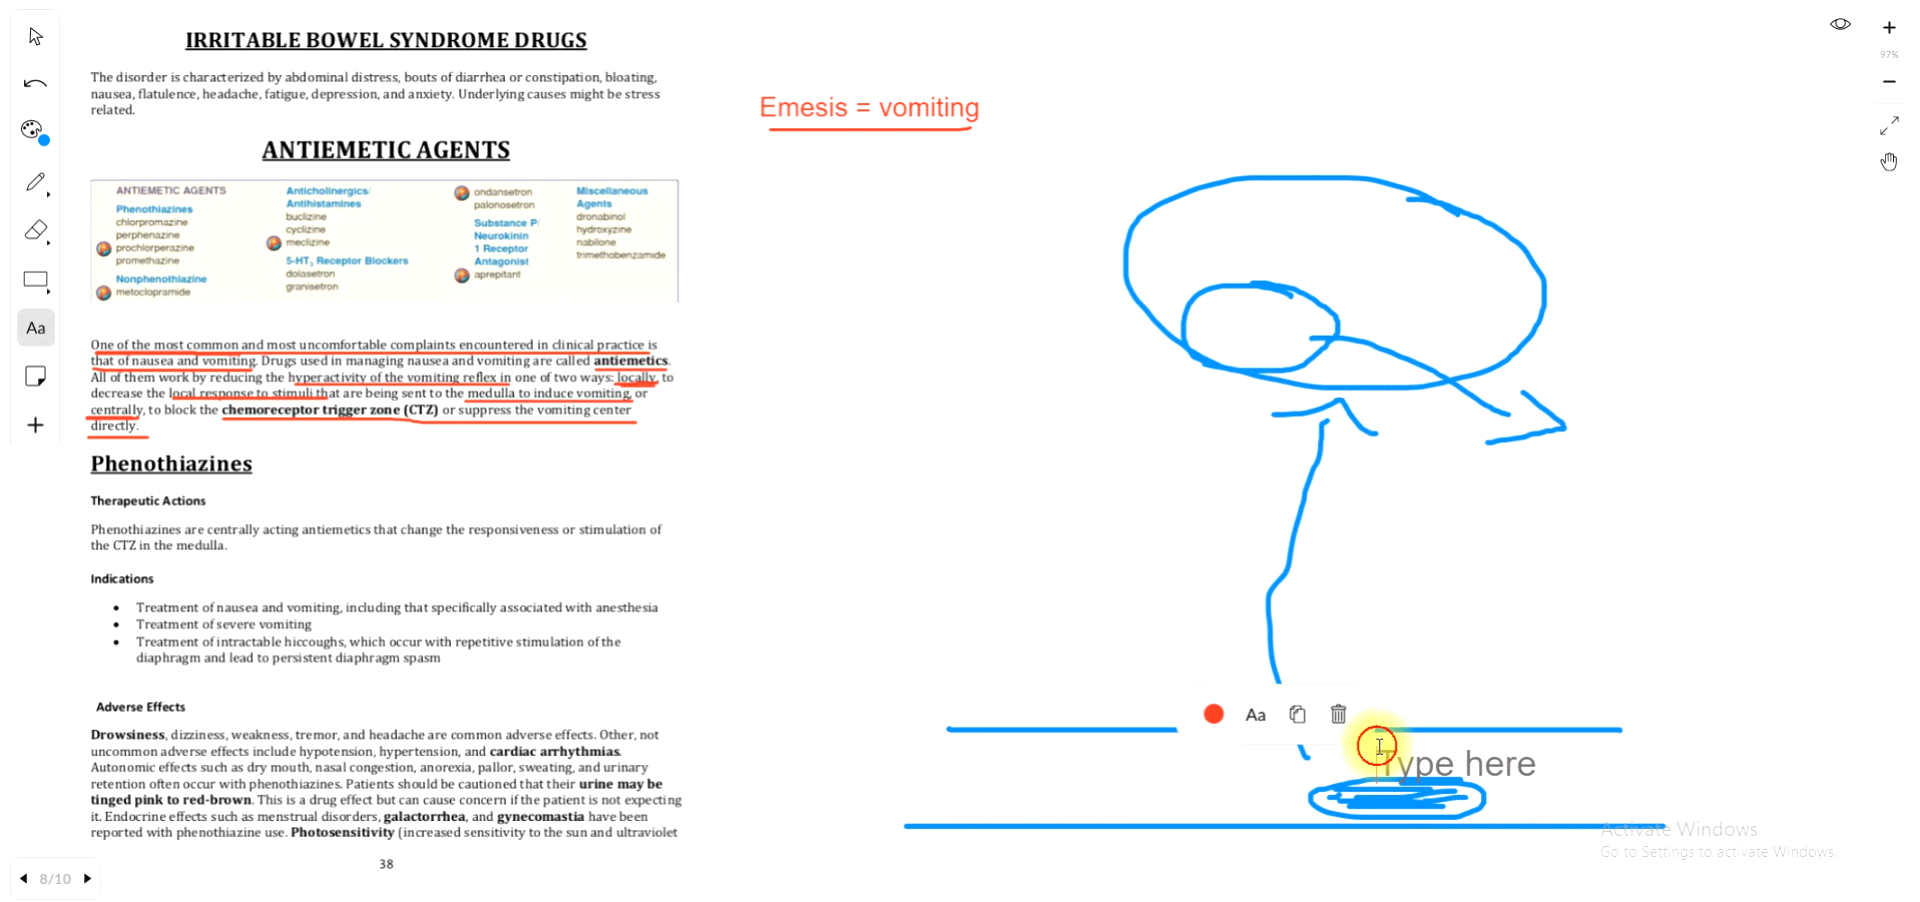 IRRITABLE BOWEL SYNDROME DRUGS
The disorder is characterized by abdominal distress, bouts of diarrhea or constipation, bloating,
nausea, flatulence, headache, fatigue, depression, and anxiety. Underlying causes might be stress
related.
ANTIEMETIC AGENTS
ANTIEMETIC AGENTS
Phenothiazines
chlorpromazine
perphenazine
prochlorperazine
promethazine
Nonphenothiazine
metoclopramide
Anticholinergics/
Antihistamines
buclizine
cyclizine
meclizine
5-HT3 Receptor Blockers
dolasetron
granisetron
ondansetron
palonosetron
Substance P/
Neurokinin
1 Receptor
Antagonist
aprepitant
Miscellaneous
Agents
dronabinol
hydroxyzine
nabilone
trimethobenzamide
One of the most common and most uncomfortable complaints encountered in clinical practice is
that of nausea and vomiting. Drugs used in managing nausea and vomiting are called antiemetics.
All of them work by reducing the hyperactivity of the vomiting reflex in one of two ways: locally, to
decrease the local response to stimuli that are being sent to the medulla to induce vomiting, or
centrally, to block the chemoreceptor trigger zone (CTZ) or suppress the vomiting center
directly.
Phenothiazines
Therapeutic Actions
Phenothiazines are centrally acting antiemetics that change the responsiveness or stimulation of
the CTZ in the medulla.
Indications
• Treatment of nausea and vomiting, including that specifically associated with anesthesia
• Treatment of severe vomiting
• Treatment of intractable hiccoughs, which occur with repetitive stimulation of the
diaphragm and lead to persistent diaphragm spasm
Adverse Effects
Drowsiness, dizziness, weakness, tremor, and headache are common adverse effects. Other, not
uncommon adverse effects include hypotension, hypertension, and cardiac arrhythmias.
Autonomic effects such as dry mouth, nasal congestion, anorexia, pallor, sweating, and urinary
retention often occur with phenothiazines. Patients should be cautioned that their urine may be
tinged pink to red-brown. This is a drug effect but can cause concern if the patient is not expecting
it. Endocrine effects such as menstrual disorders, galactorrhea, and gynecomastia have been
reported with phenothiazine use. Photosensitivity (increased sensitivity to the sun and ultraviolet
38
Emesis = vomiting
Aa
Type here
Aa
8/10
97%
Activate Windows
Go to Settings to activate Windows.